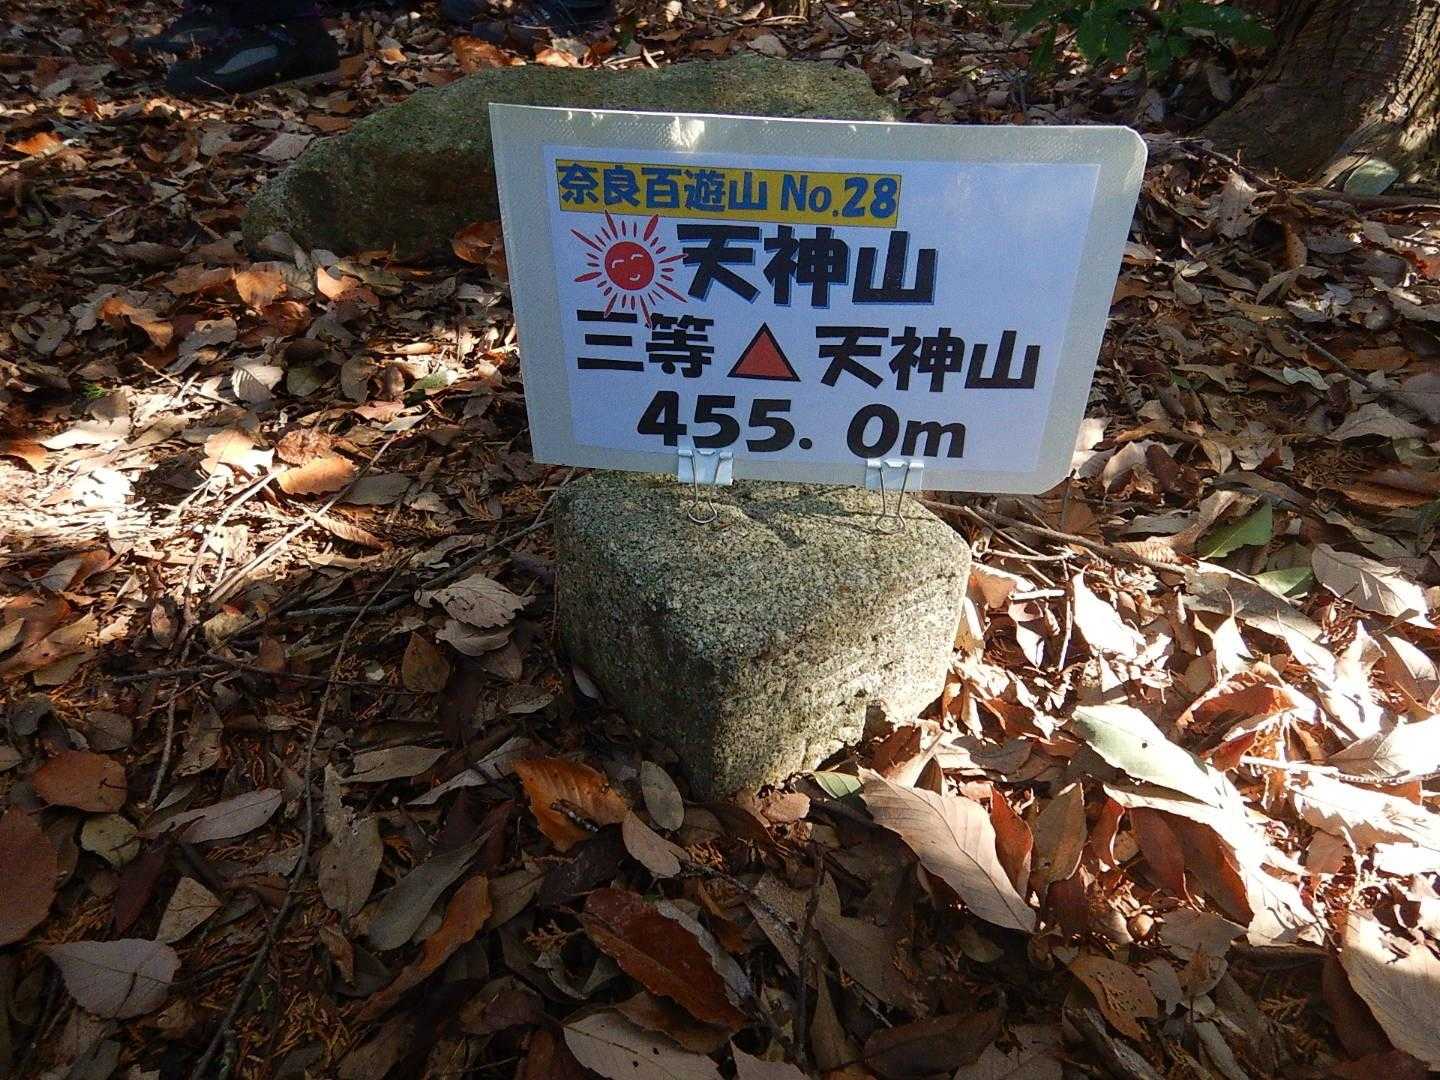 奈良百遊山 No.28
天神山
三等 ▲ 天神山
455. 0m